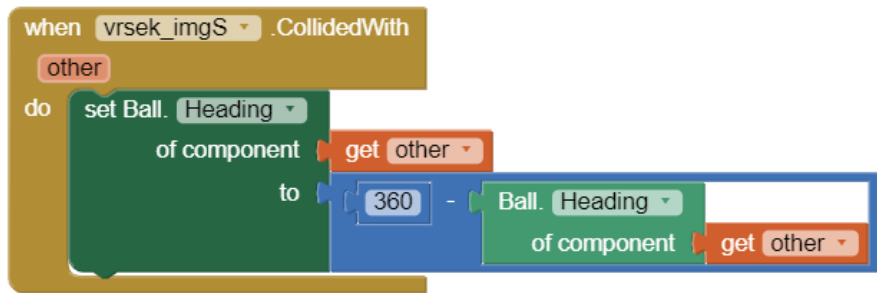 when vrsek_imgS .CollidedWith
other
do set Ball. Heading
of component get other
to 360 - Ball. Heading
of component get other